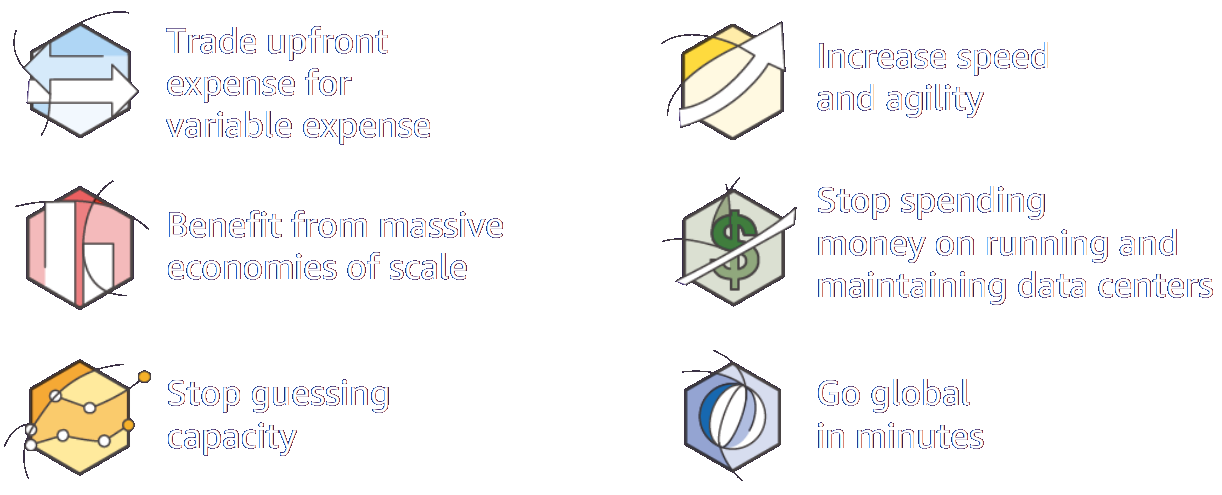 Trade upfront
expense for
variable expense
Increase speed
and agility
Benefit from massive
economies of scale
Stop spending
money on running and
maintaining data centers
Stop guessing
capacity
Go global
in minutes